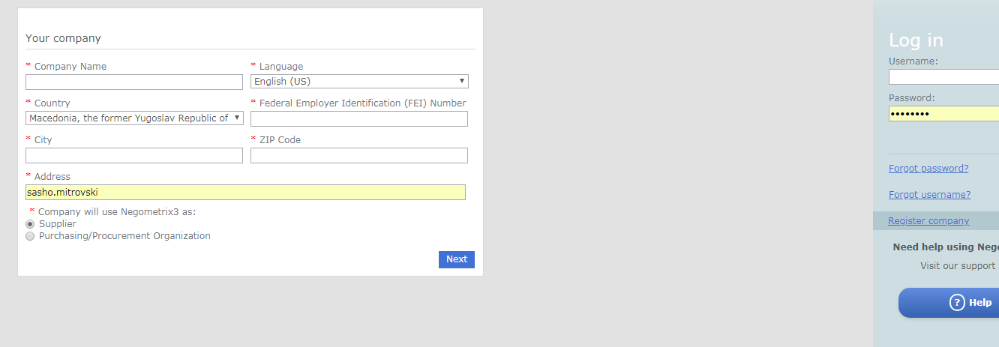 Your company
* Company Name
* Language
English (US)
* Country
* Federal Employer Identification (FEI) Number
Macedonia, the former Yugoslav Republic of
* City
* ZIP Code
* Address
sasho.mitrovski
* Company will use Negometrix3 as:
Supplier
Purchasing/Procurement Organization
Next
Log in
Username:
Password:
••••••••
Forgot password?
Forgot username?
Register company
Need help using Nego
Visit our support
? Help